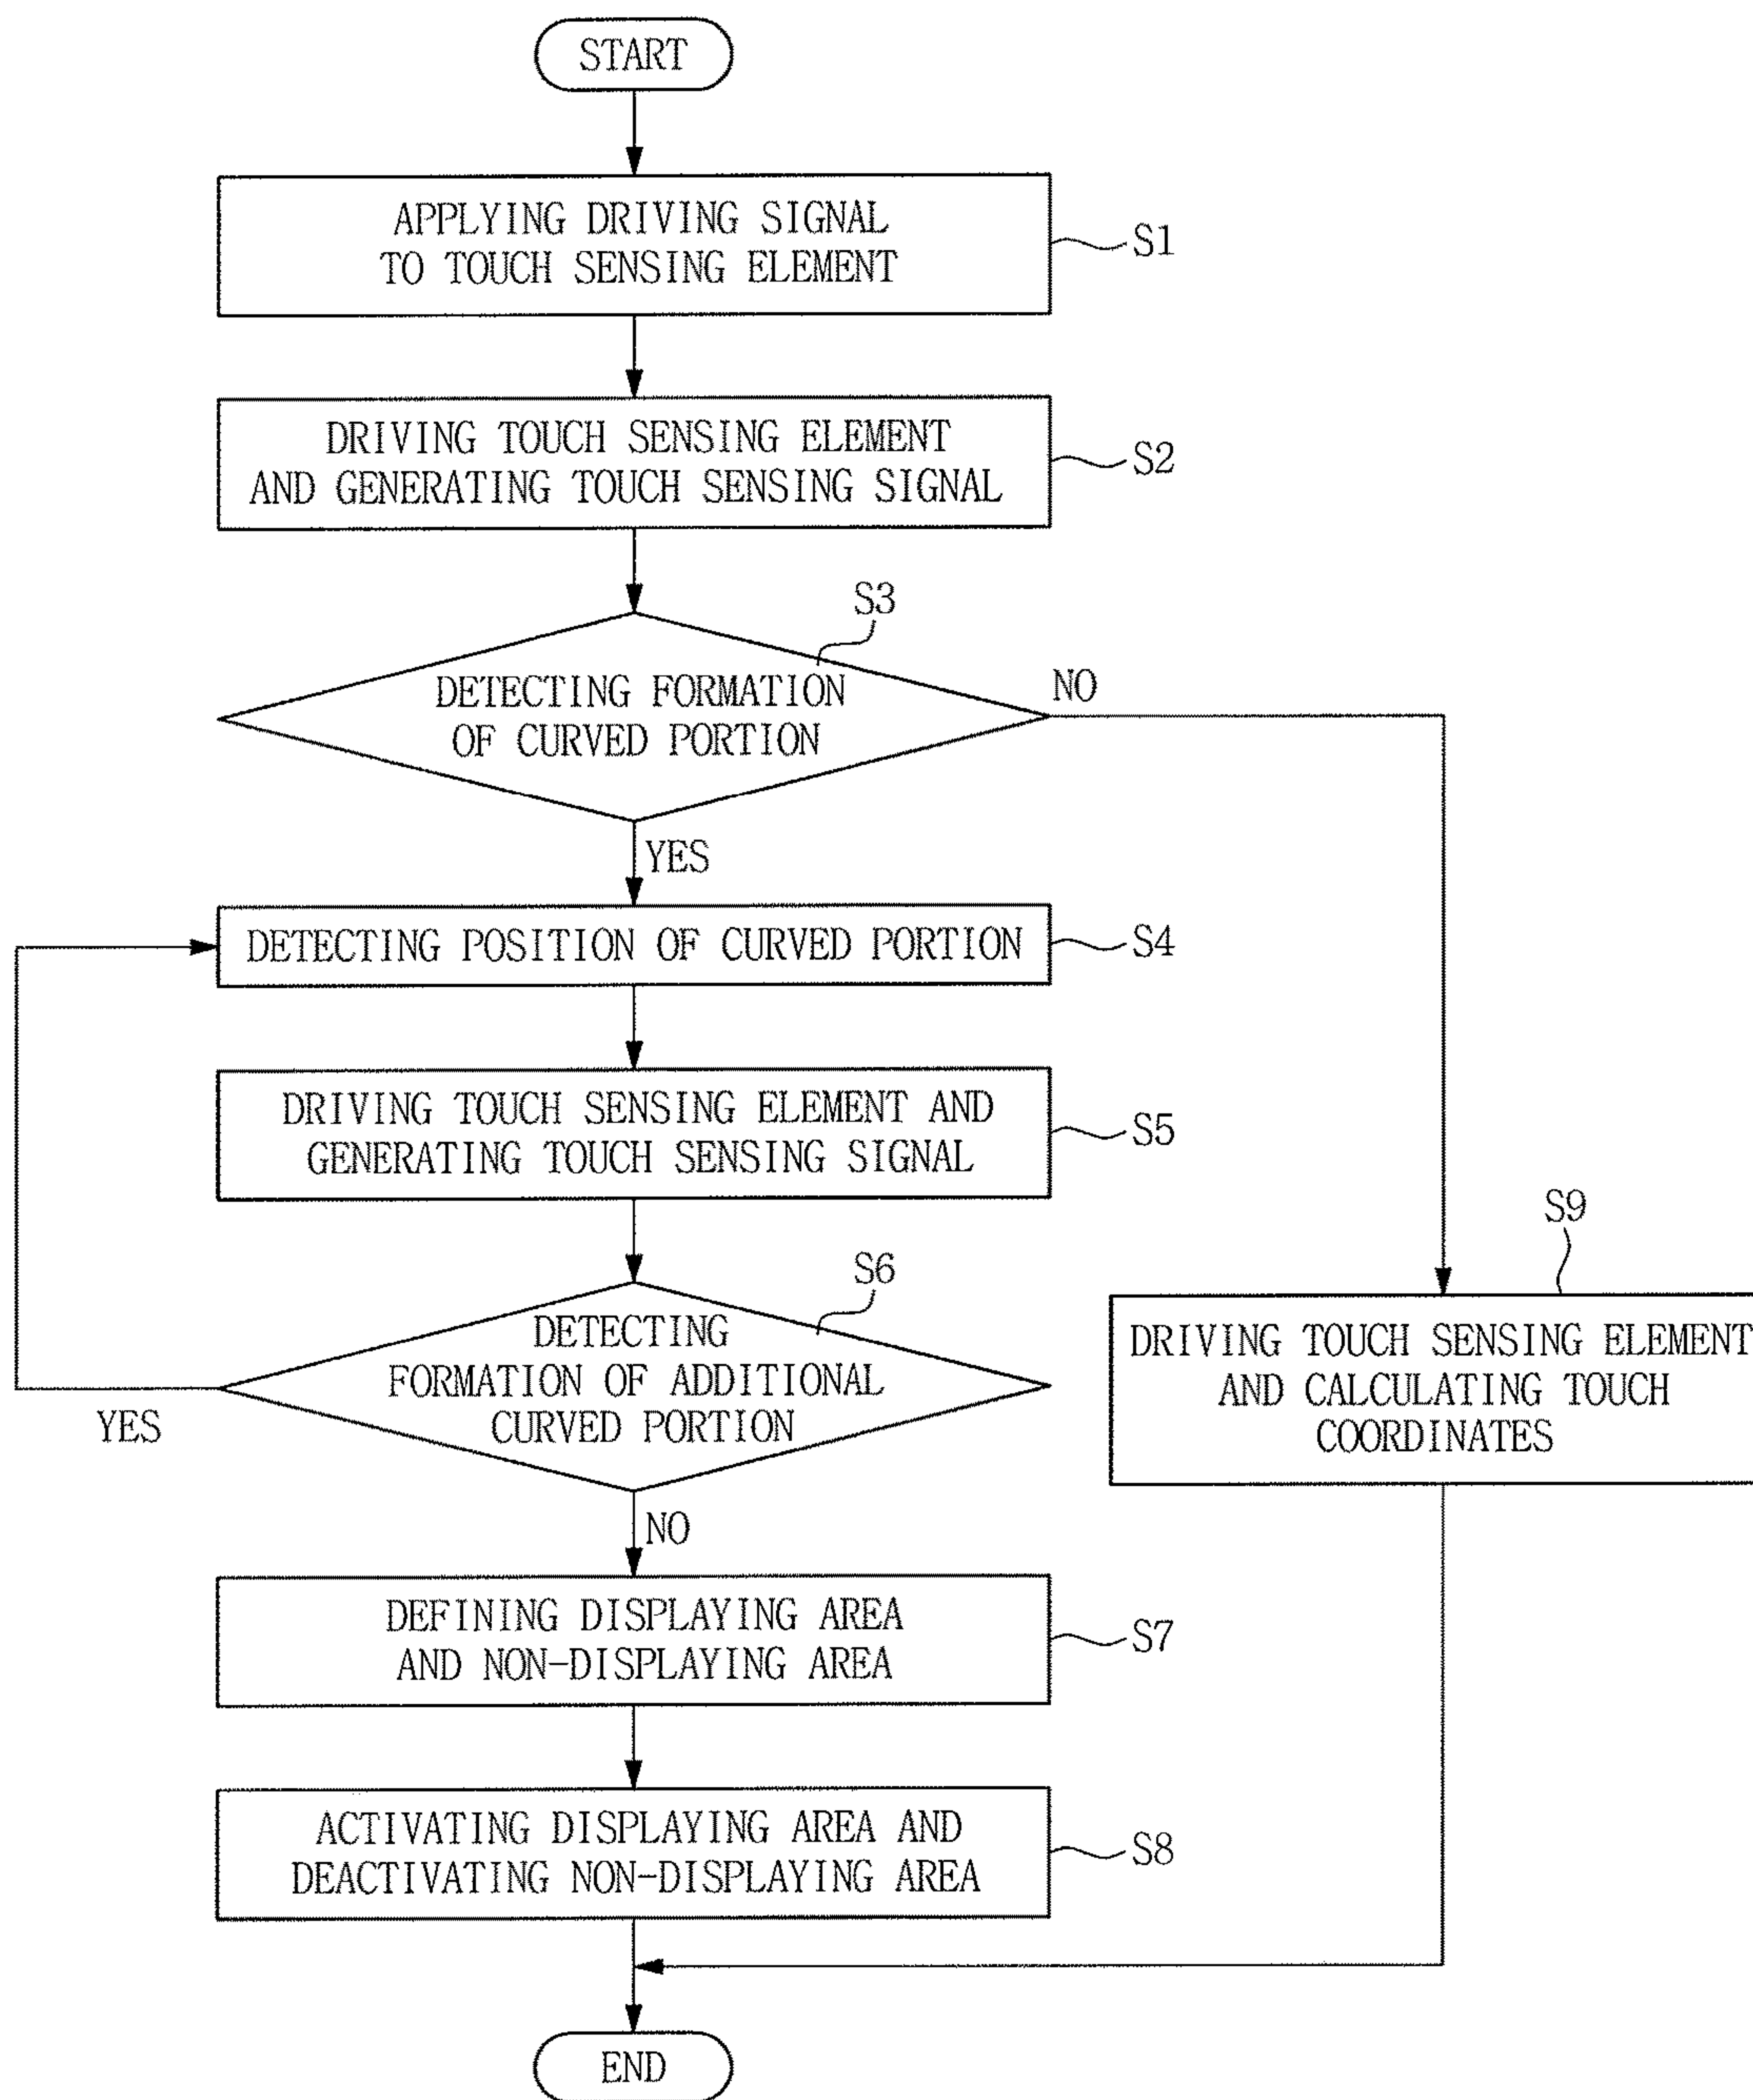 START
APPLYING DRIVING SIGNAL
TO TOUCH SENSING ELEMENT
S1
DRIVING TOUCH SENSING ELEMENT
AND GENERATING TOUCH SENSING SIGNAL
S2
S3
DETECTING FORMATION
OF CURVED PORTION
NO
YES
DETECTING POSITION OF CURVED PORTION
S4
DRIVING TOUCH SENSING ELEMENT AND
GENERATING TOUCH SENSING SIGNAL
S5
S6
DETECTING
FORMATION OF ADDITIONAL
CURVED PORTION
YES
NO
S9
DRIVING TOUCH SENSING ELEMENT
AND CALCULATING TOUCH
COORDINATES
DEFINING DISPLAYING AREA
AND NON-DISPLAYING AREA
S7
ACTIVATING DISPLAYING AREA AND
DEACTIVATING NON-DISPLAYING AREA
S8
END